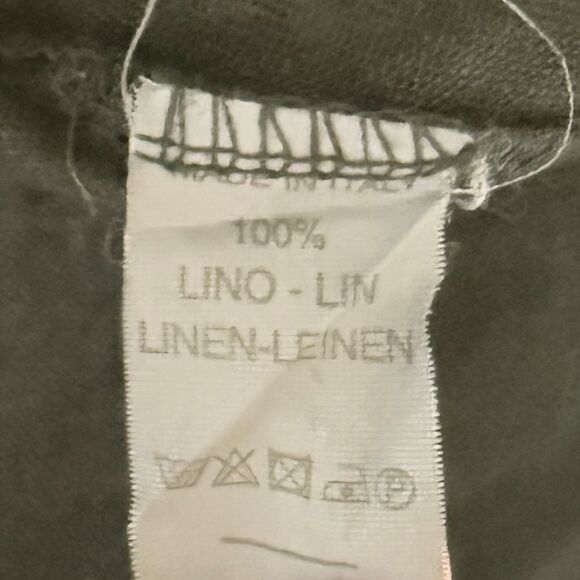 MADE IN ITALY
100%
LINO - LIN
LINEN-LEINEN
P